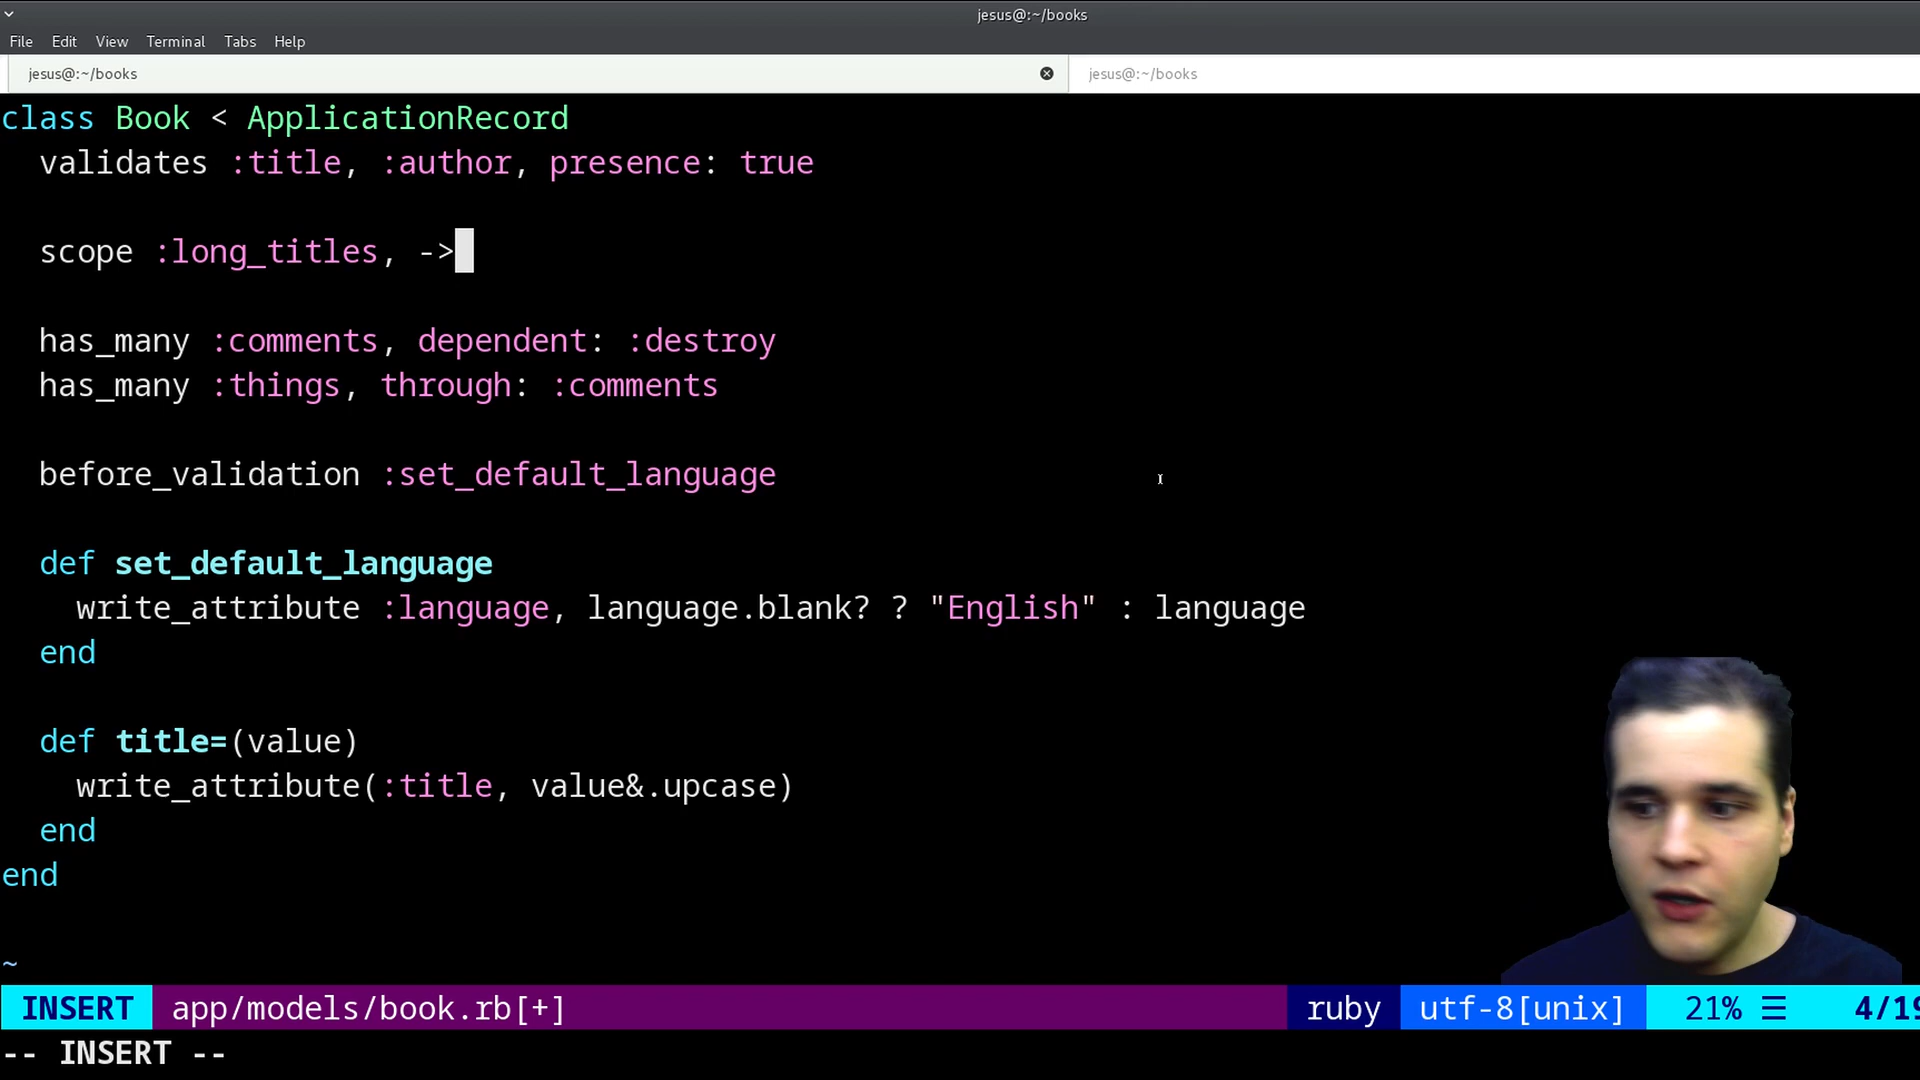 jesus@:~/books
File Edit View Terminal Tabs Help
jesus@:~/books jesus@:~/books
class Book < ApplicationRecord
  validates :title, :author, presence: true

  scope :long_titles, ->

  has_many :comments, dependent: :destroy
  has_many :things, through: :comments

  before_validation :set_default_language

  def set_default_language
    write_attribute :language, language.blank? ? "English" : language
  end

  def title=(value)
    write_attribute(:title, value&.upcase)
  end
end
~
INSERT app/models/book.rb[+] ruby utf-8[unix] 21% ☰ 4/19
-- INSERT --